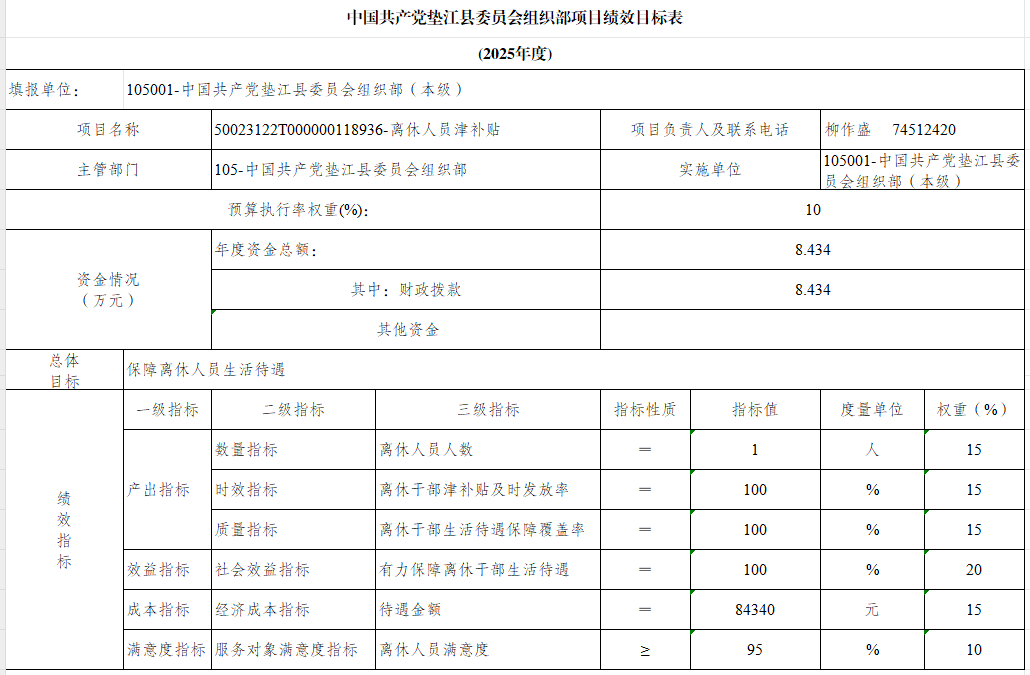 中国共产党垫江县委员会组织部项目绩效目标表
(2025年度)
填报单位: 105001-中国共产党垫江县委员会组织部（本级）
项目名称 50023122T000000118936-离休人员津补贴 项目负责人及联系电话 柳作盛 74512420
主管部门 105-中国共产党垫江县委员会组织部 实施单位 105001-中国共产党垫江县委
员会组织部（本级）
预算执行率权重(%): 10
资金情况
（万元）
年度资金总额: 8.434
其中: 财政拨款 8.434
其他资金
总体
目标
保障离休人员生活待遇
绩
效
指
标
一级指标 二级指标 三级指标 指标性质 指标值 度量单位 权重（%）
产出指标
数量指标 离休人员人数 ＝ 1 人 15
时效指标 离休干部津补贴及时发放率 ＝ 100 % 15
质量指标 离休干部生活待遇保障覆盖率 ＝ 100 % 15
效益指标 社会效益指标 有力保障离休干部生活待遇 ＝ 100 % 20
成本指标 经济成本指标 待遇金额 ＝ 84340 元 15
满意度指标 服务对象满意度指标 离休人员满意度 ≥ 95 % 10